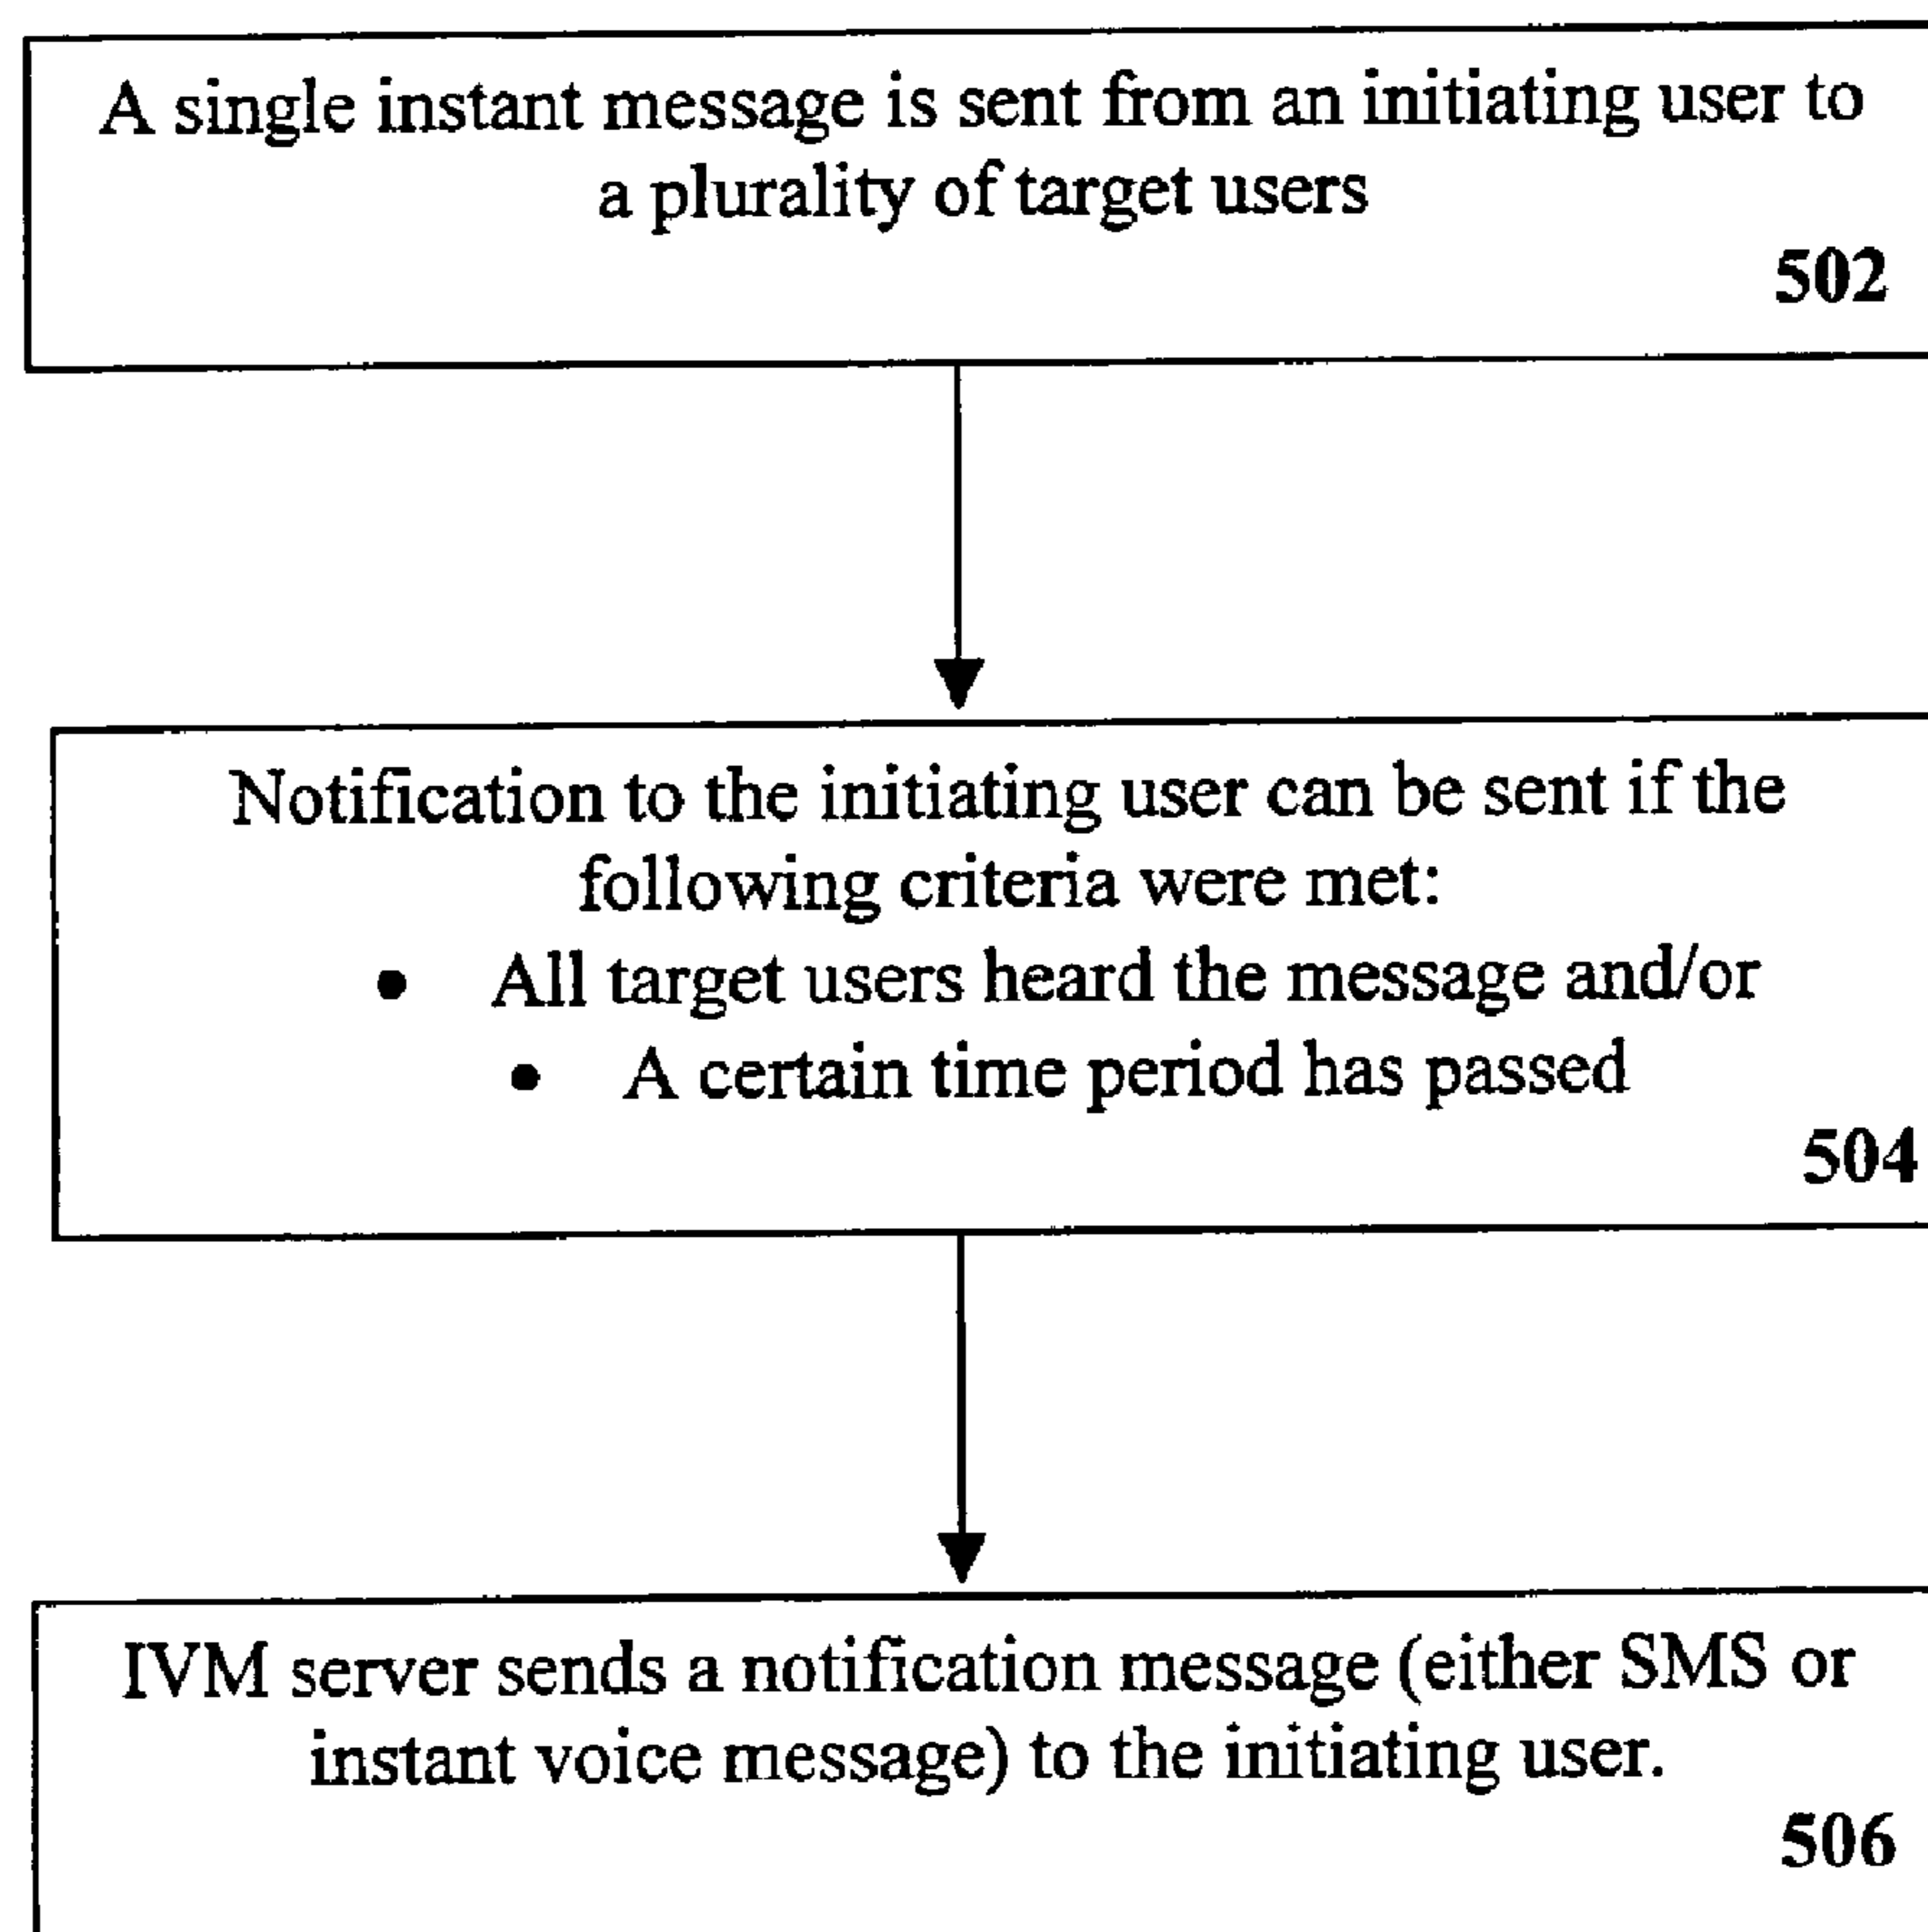 A single instant message is sent from an initiating user to
a plurality of target users
502
Notification to the initiating user can be sent if the
following criteria were met:
• All target users heard the message and/or
• A certain time period has passed
504
IVM server sends a notification message (either SMS or
instant voice message) to the initiating user.
506